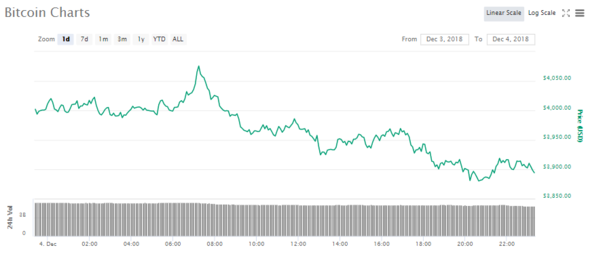 Bitcoin Charts
Linear Scale Log Scale
Zoom 1d 7d 1m 3m 1y YTD ALL
From Dec 3, 2018 To Dec 4, 2018
$4,050.00
$4,000.00
$3,950.00
$3,900.00
$3,850.00
Price (USD)
24h Vol
0
4. Dec 02:00 04:00 06:00 08:00 10:00 12:00 14:00 16:00 18:00 20:00 22:00